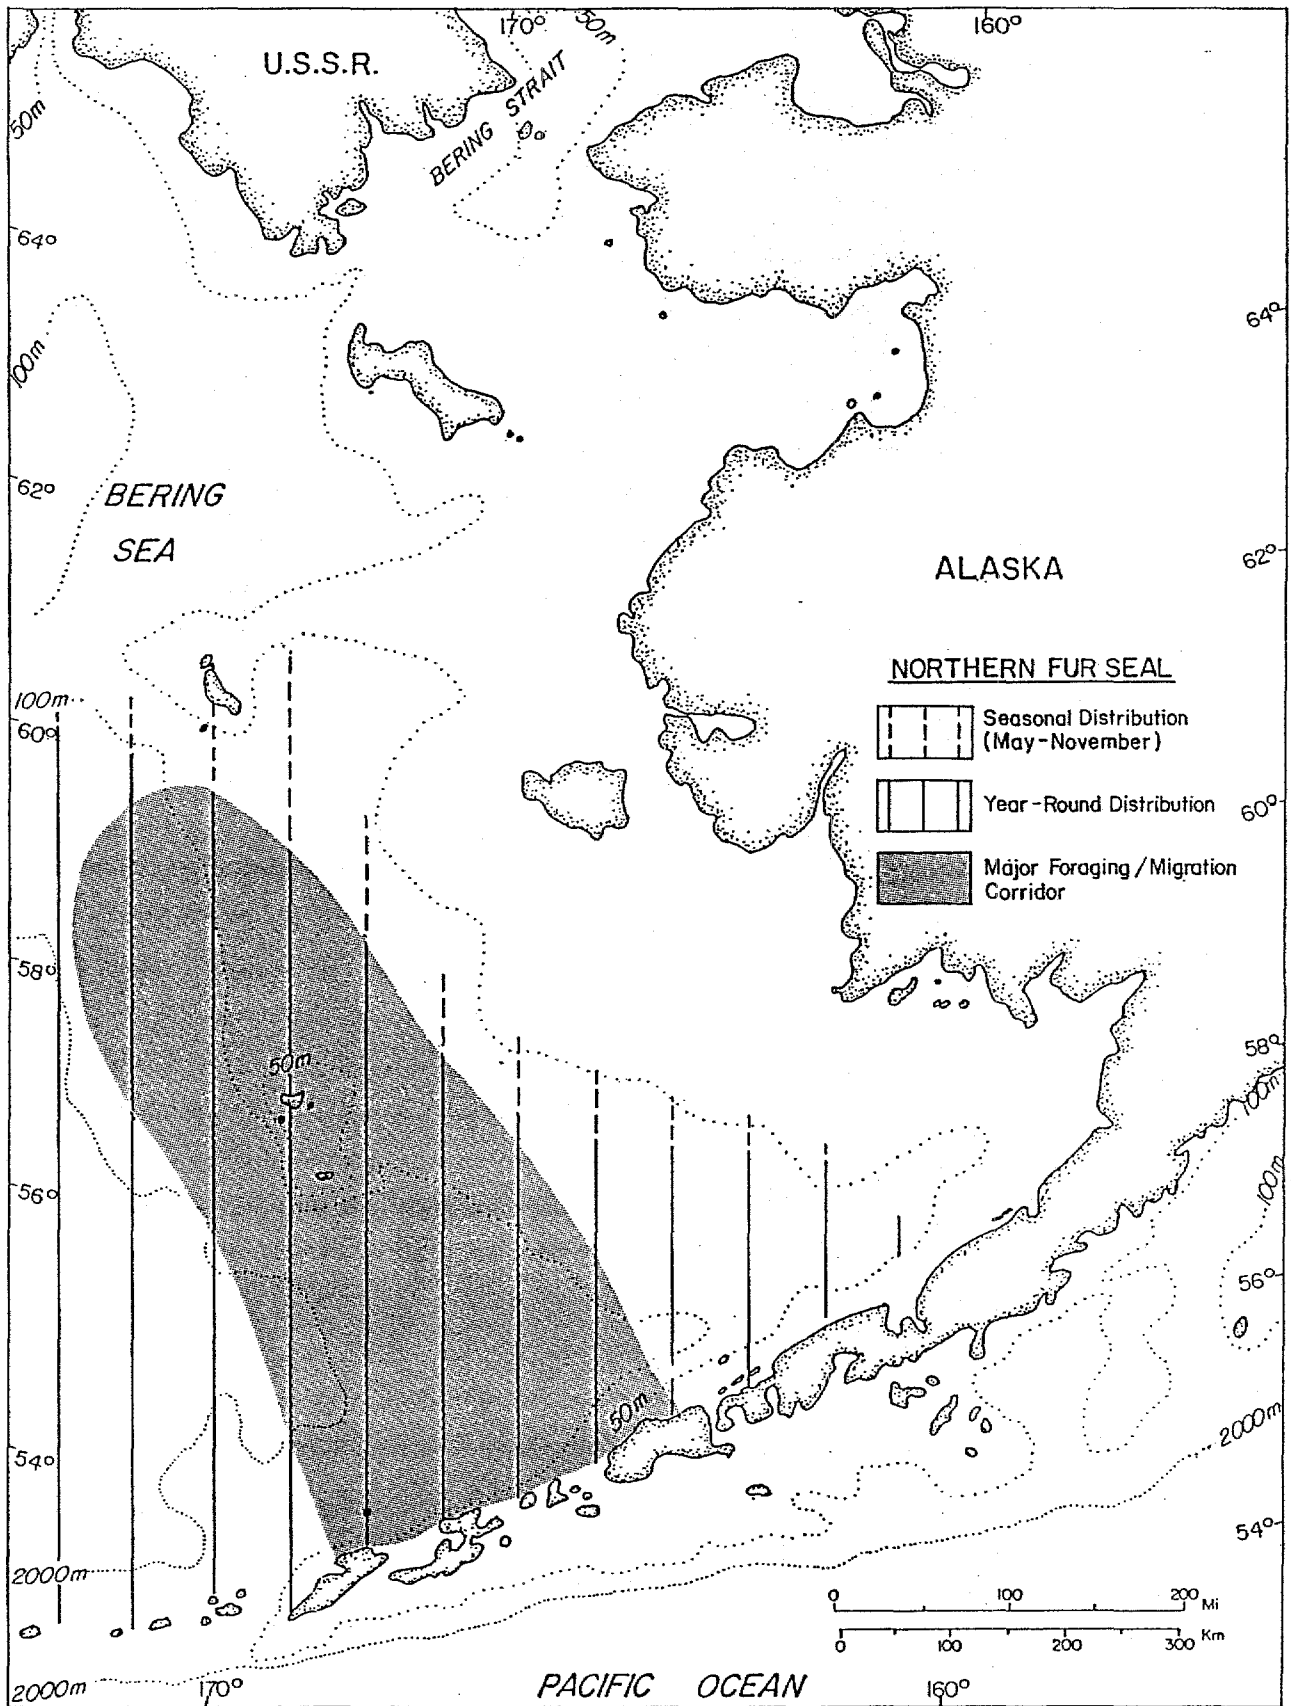 170°
50m
160°
U.S.S.R.
BERING STRAIT
50m
64°
64°
100m
62°
BERING
SEA
62°
ALASKA
NORTHERN FUR SEAL
Seasonal Distribution
(May-November)
Year-Round Distribution
Major Foraging/Migration
Corridor
100m
60°
60°
58°
58°
50m
100m
56°
100m
56°
50m
2000m
54°
54°
2000m
0 100 200 Mi
0 100 200 300 Km
2000m
170°
PACIFIC OCEAN
160°